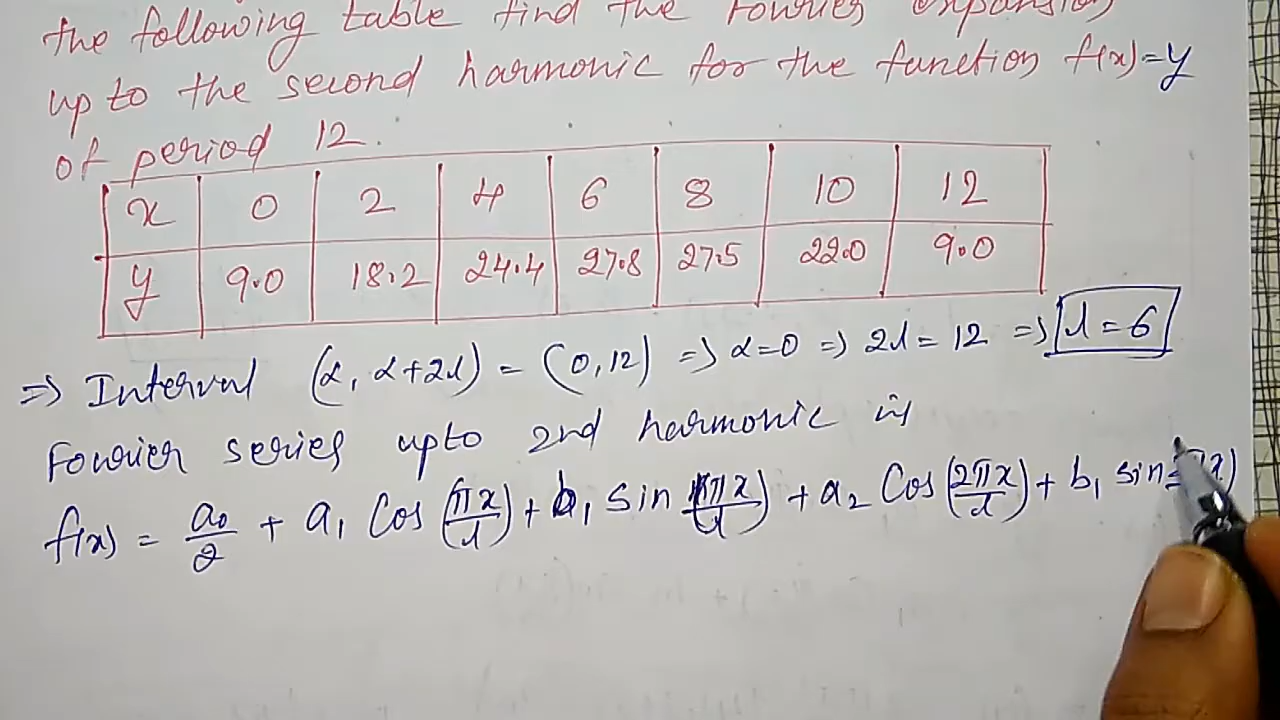 the following table find the Fourier expansion
up to the second harmonic for the function f(x)=y
of period 12.
x 0 2 4 6 8 10 12
y 9.0 18.2 24.4 27.8 27.5 22.0 9.0
=> Interval (α, α+2l) = (0,12) => α=0 => 2l = 12 => l = 6
Fourier series upto 2nd harmonic is
f(x) = a₀/2 + a₁ Cos(πx/l) + b₁ sin(πx/l) + a₂ Cos(2πx/l) + b₁ sin